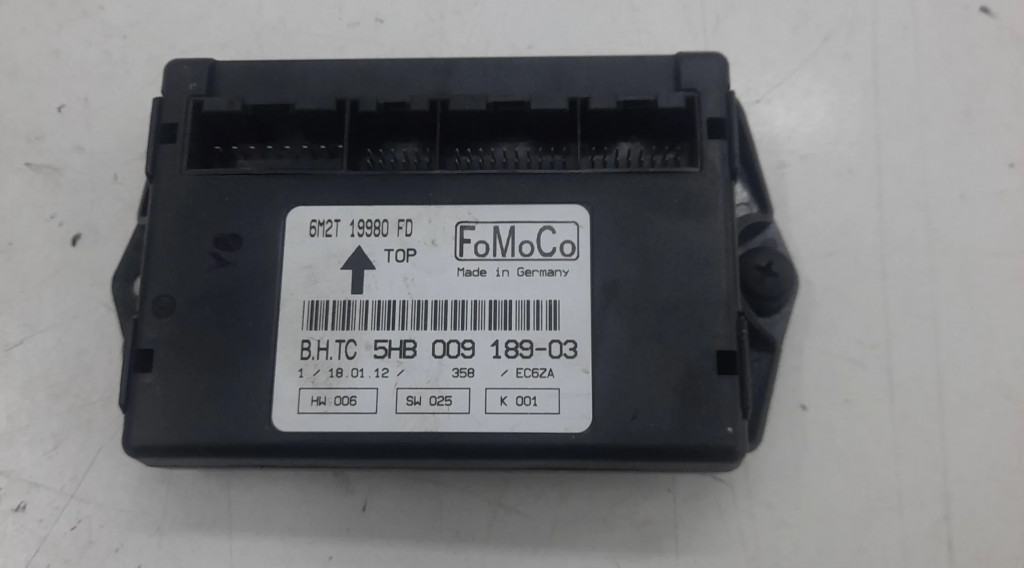 6M2T 19980 FD
FoMoCo
TOP
Made in Germany
B.H.TC 5HB 009 189-03
1 / 18.01.12 / 358 / EC6ZA
HW 006 SW 025 K 001